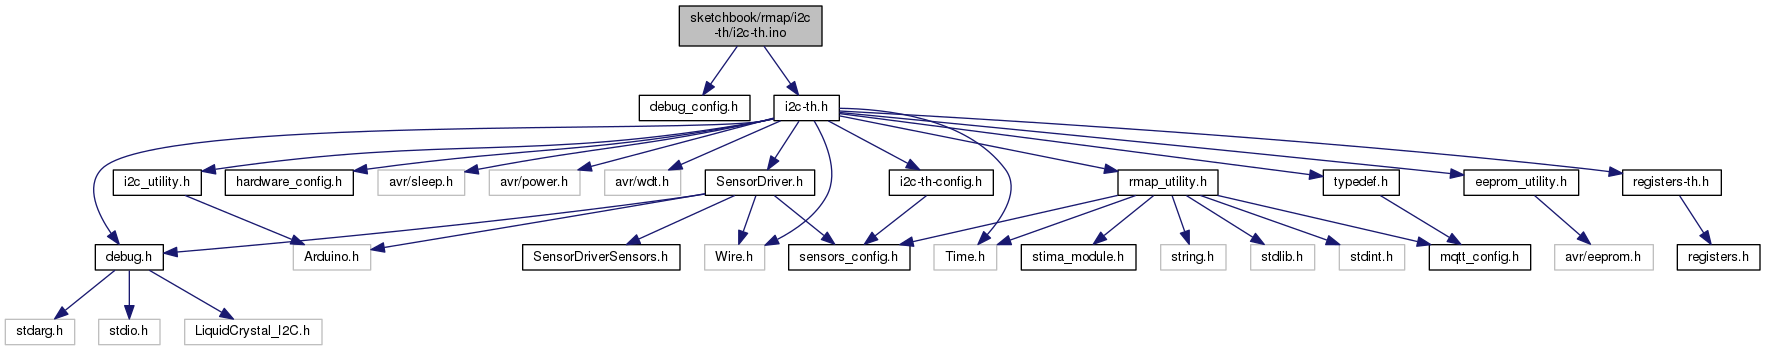 sketchbook/rmap/i2c
-th/i2c-th.ino
debug_config.h
i2c-th.h
i2c_utility.h
hardware_config.h
avr/sleep.h
avr/power.h
avr/wdt.h
SensorDriver.h
i2c-th-config.h
rmap_utility.h
typedef.h
eeprom_utility.h
registers-th.h
debug.h
Arduino.h
SensorDriverSensors.h
Wire.h
sensors_config.h
Time.h
stima_module.h
string.h
stdlib.h
stdint.h
mqtt_config.h
avr/eeprom.h
registers.h
stdarg.h
stdio.h
LiquidCrystal_I2C.h